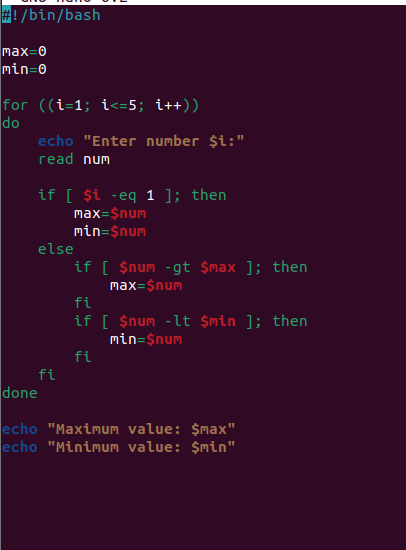 #!/bin/bash

max=0
min=0

for ((i=1; i<=5; i++))
do
    echo "Enter number $i:"
    read num

    if [ $i -eq 1 ]; then
        max=$num
        min=$num
    else
        if [ $num -gt $max ]; then
            max=$num
        fi
        if [ $num -lt $min ]; then
            min=$num
        fi
    fi
done

echo "Maximum value: $max"
echo "Minimum value: $min"